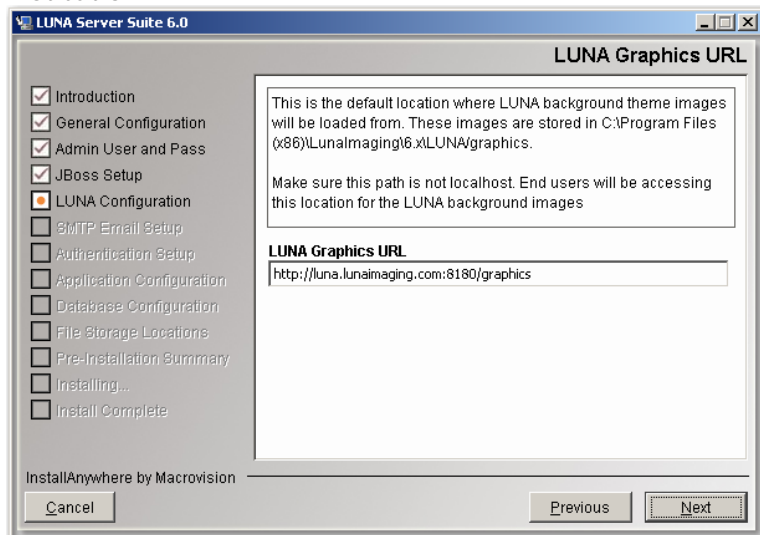 LUNA Server Suite 6.0
LUNA Graphics URL
Introduction
General Configuration
Admin User and Pass
JBoss Setup
LUNA Configuration
SMTP Email Setup
Authentication Setup
Application Configuration
Database Configuration
File Storage Locations
Pre-Installation Summary
Installing...
Install Complete
This is the default location where LUNA background theme images
will be loaded from. These images are stored in C:\Program Files
(x86)\LunaImaging\6.x\LUNA/graphics.
Make sure this path is not localhost. End users will be accessing
this location for the LUNA background images
LUNA Graphics URL
http://luna.lunaimaging.com:8180/graphics
InstallAnywhere by Macrovision
Cancel
Previous
Next